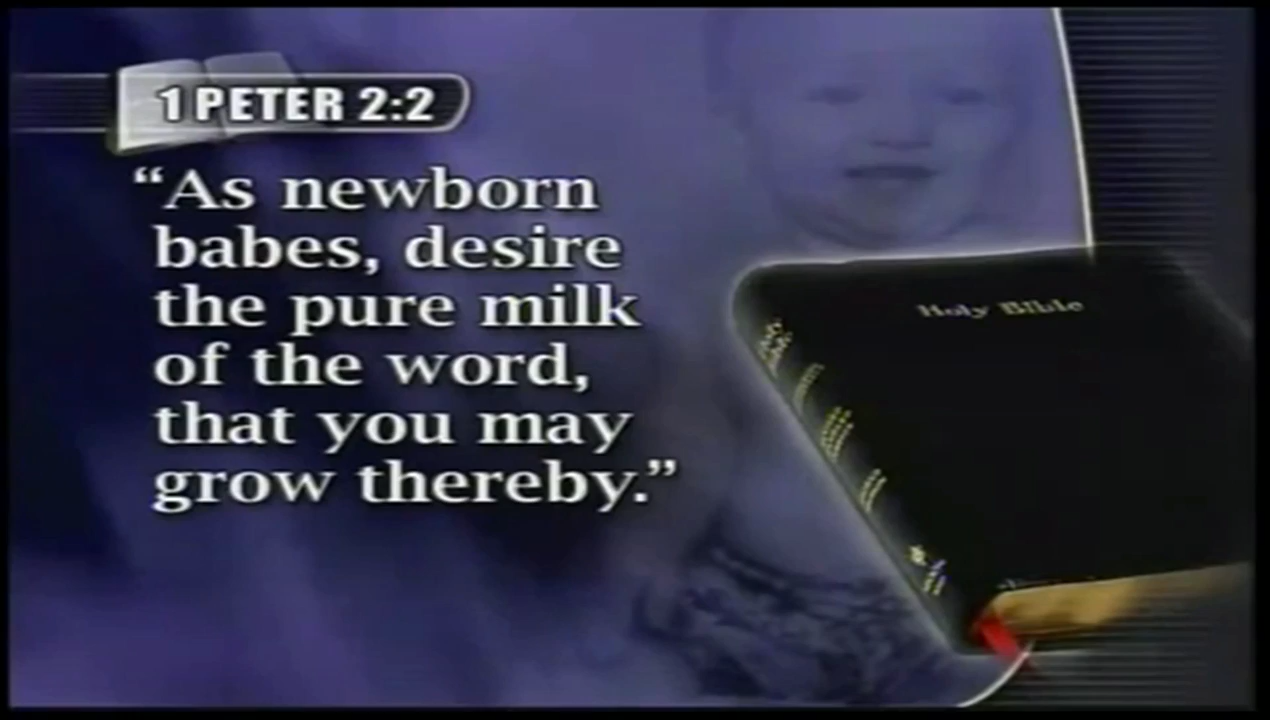 1 PETER 2:2
“As newborn
babes, desire
the pure milk
of the word,
that you may
grow thereby.”
Holy Bible